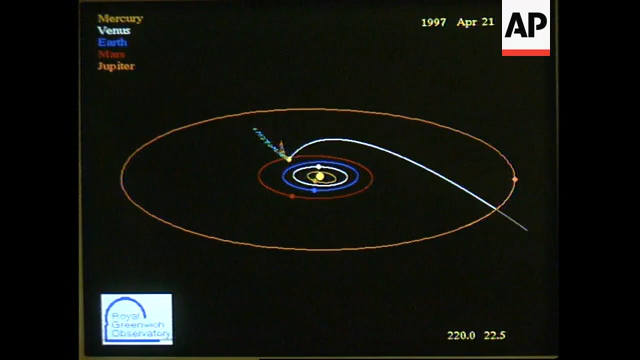 Mercury
Venus
Earth
Mars
Jupiter
1997 Apr 21
AP
Royal
Greenwich
Observatory
220.0 22.5